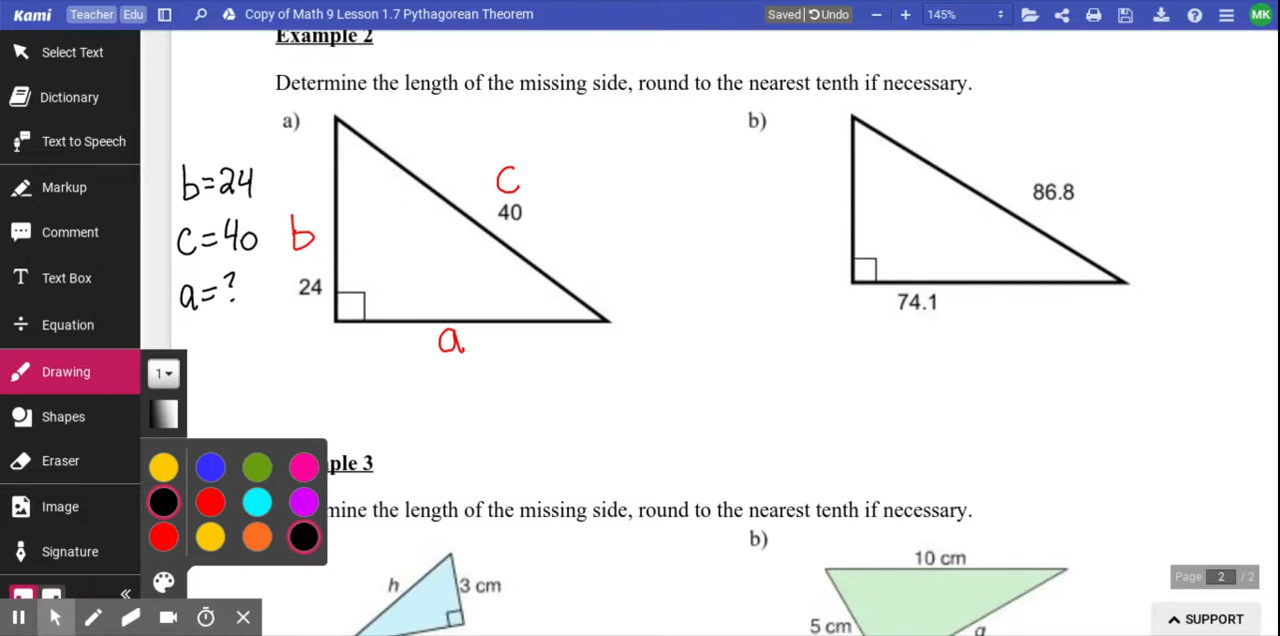 Kami Teacher Edu Copy of Math 9 Lesson 1.7 Pythagorean Theorem Saved Undo − + 145% MK
Select Text
Dictionary
Text to Speech
Markup
Comment
Text Box
Equation
Drawing
Shapes
Eraser
Image
Signature
1
Example 2
Determine the length of the missing side, round to the nearest tenth if necessary.
a)
b=24
c=40
a=?
b
24
c
40
a
b)
86.8
74.1
ple 3
mine the length of the missing side, round to the nearest tenth if necessary.
h
3 cm
b)
10 cm
5 cm
Page 2 / 2
SUPPORT